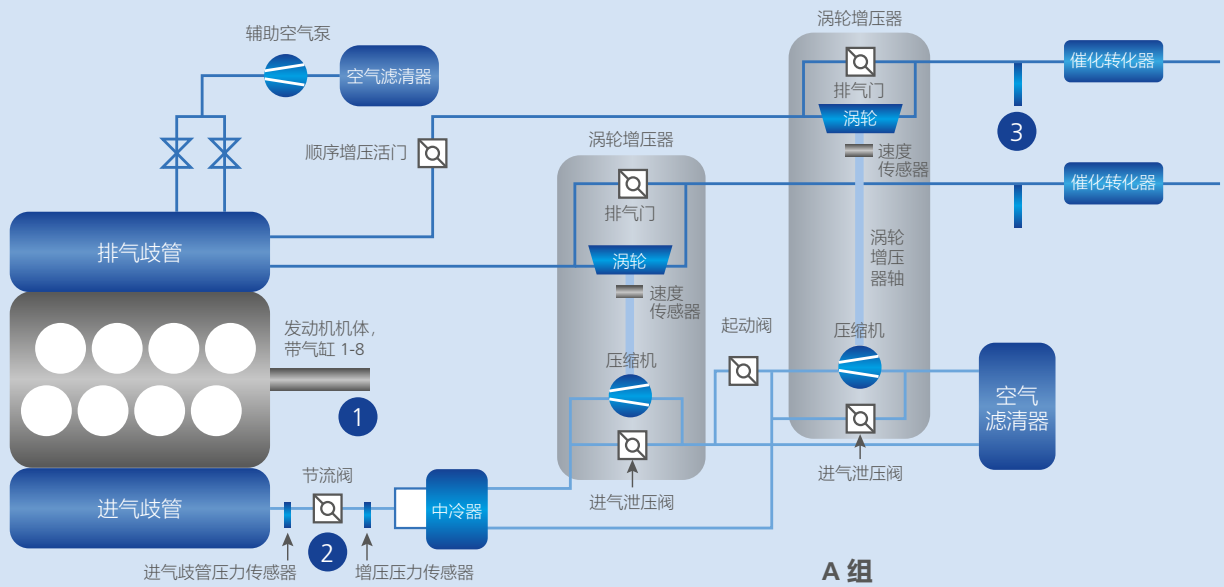 涡轮增压器
辅助空气泵
空气滤清器
排气门
催化转化器
涡轮
3
涡轮增压器
顺序增压活门
速度
传感器
催化转化器
排气门
排气歧管
涡轮
涡轮
增压
器轴
速度
传感器
发动机机体，
带气缸 1-8
起动阀
压缩机
压缩机
1
空气
滤清器
节流阀
进气泄压阀
进气歧管
中冷器
进气泄压阀
2
进气歧管压力传感器
增压压力传感器
A 组